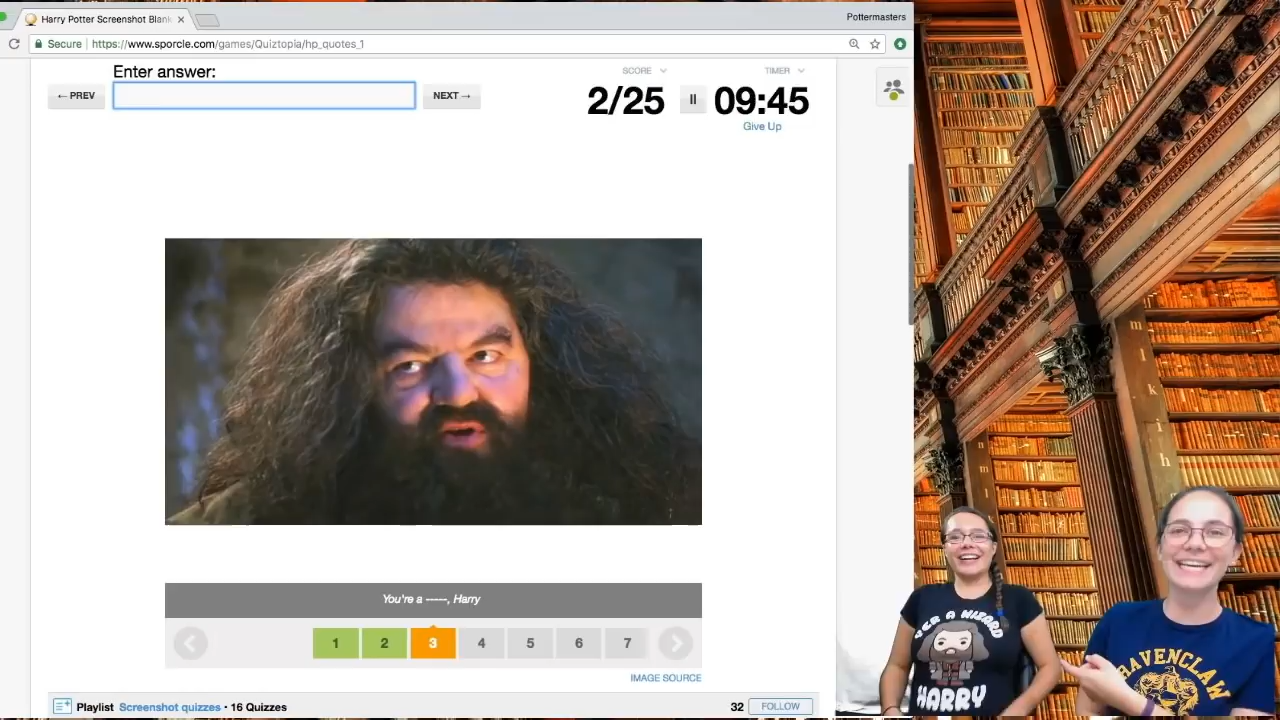 Harry Potter Screenshot Blank
Pottermasters
Secure https://www.sporcle.com/games/Quiztopia/hp_quotes_1
Enter answer:
SCORE
TIMER
←PREV
NEXT→
2/25
09:45
Give Up
You're a -----, Harry
1 2 3 4 5 6 7
IMAGE SOURCE
Playlist Screenshot quizzes • 16 Quizzes
32 FOLLOW
A WIZARD
HARRY
RAVENCLAW
m
l
k
i
h
n
m
l